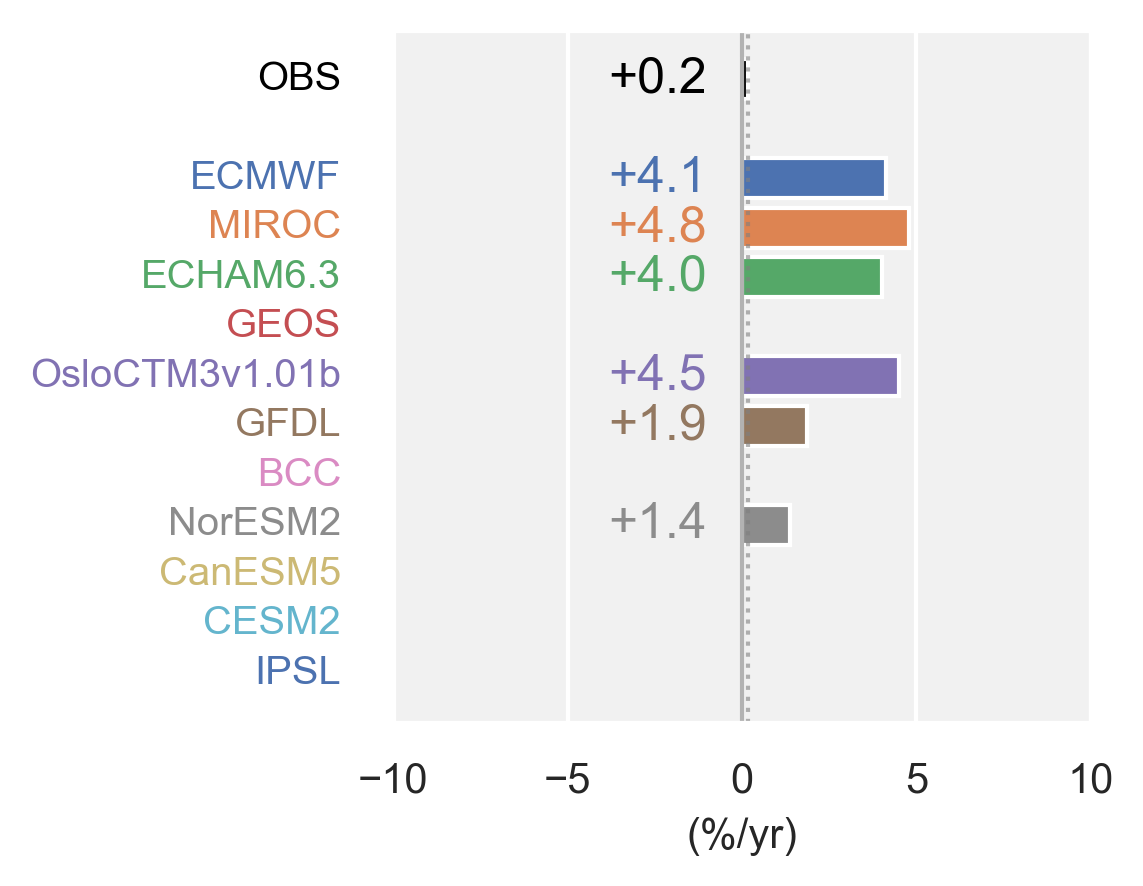 OBS +0.2
ECMWF +4.1
MIROC +4.8
ECHAM6.3 +4.0
GEOS
OsloCTM3v1.01b +4.5
GFDL +1.9
BCC
NorESM2 +1.4
CanESM5
CESM2
IPSL
−10 −5 0 5 10
(%/yr)